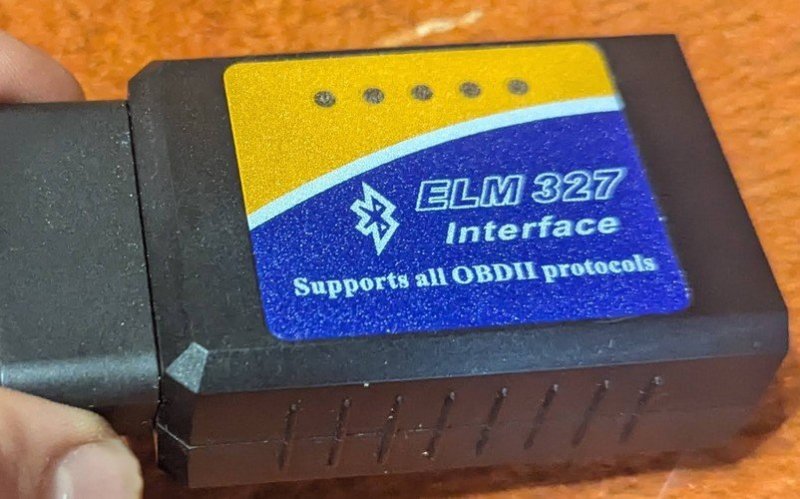 ELM 327
Interface
Supports all OBDII protocols